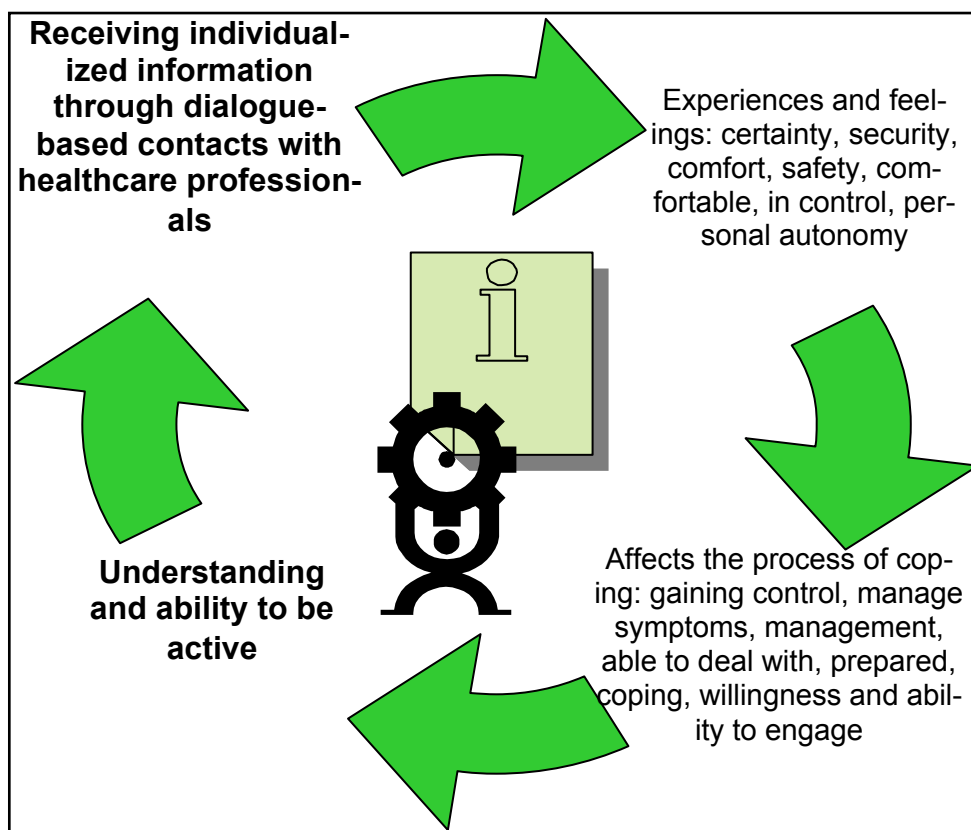 Receiving individual-
ized information
through dialogue-
based contacts with
healthcare profession-
als
Experiences and feel-
ings: certainty, security,
comfort, safety, com-
fortable, in control, per-
sonal autonomy
i
Affects the process of cop-
ing: gaining control, manage
symptoms, management,
able to deal with, prepared,
coping, willingness and abil-
ity to engage
Understanding
and ability to be
active